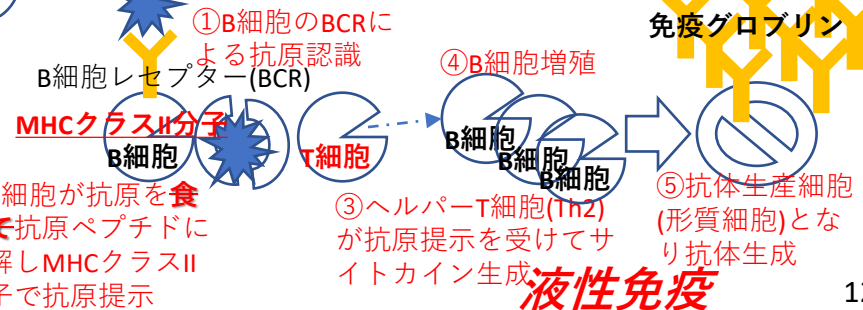 ①B細胞のBCRに
よる抗原認識
免疫グロブリン
B細胞レセプター(BCR)
④B細胞増殖
MHCクラスII分子
B細胞
T細胞
B細胞
B細胞
B細胞
細胞が抗原を食
て抗原ペプチドに
解しMHCクラスII
子で抗原提示
③ヘルパーT細胞(Th2)
が抗原提示を受けてサ
イトカイン生成
⑤抗体生産細胞
(形質細胞)とな
り抗体生成
液性免疫
12